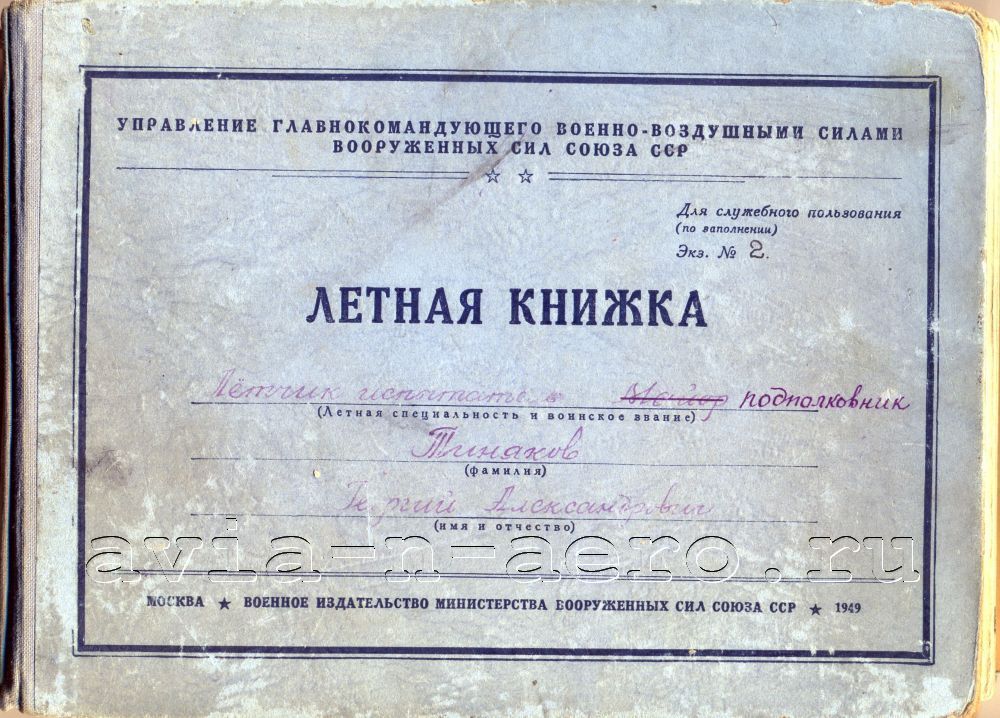 УПРАВЛЕНИЕ ГЛАВНОКОМАНДУЮЩЕГО ВОЕННО-ВОЗДУШНЫМИ СИЛАМИ
ВООРУЖЕННЫХ СИЛ СОЮЗА ССР
Для служебного пользования
(по заполнении)
Экз. № 2.
ЛЕТНАЯ КНИЖКА
Лётчик испытатель Майор подполковник
(Летная специальность и воинское звание)
Тиняков
(фамилия)
Георгий Александрович
(имя и отчество)
avia-n-aero.ru
МОСКВА ★ ВОЕННОЕ ИЗДАТЕЛЬСТВО МИНИСТЕРСТВА ВООРУЖЕННЫХ СИЛ СОЮЗА ССР ★ 1949